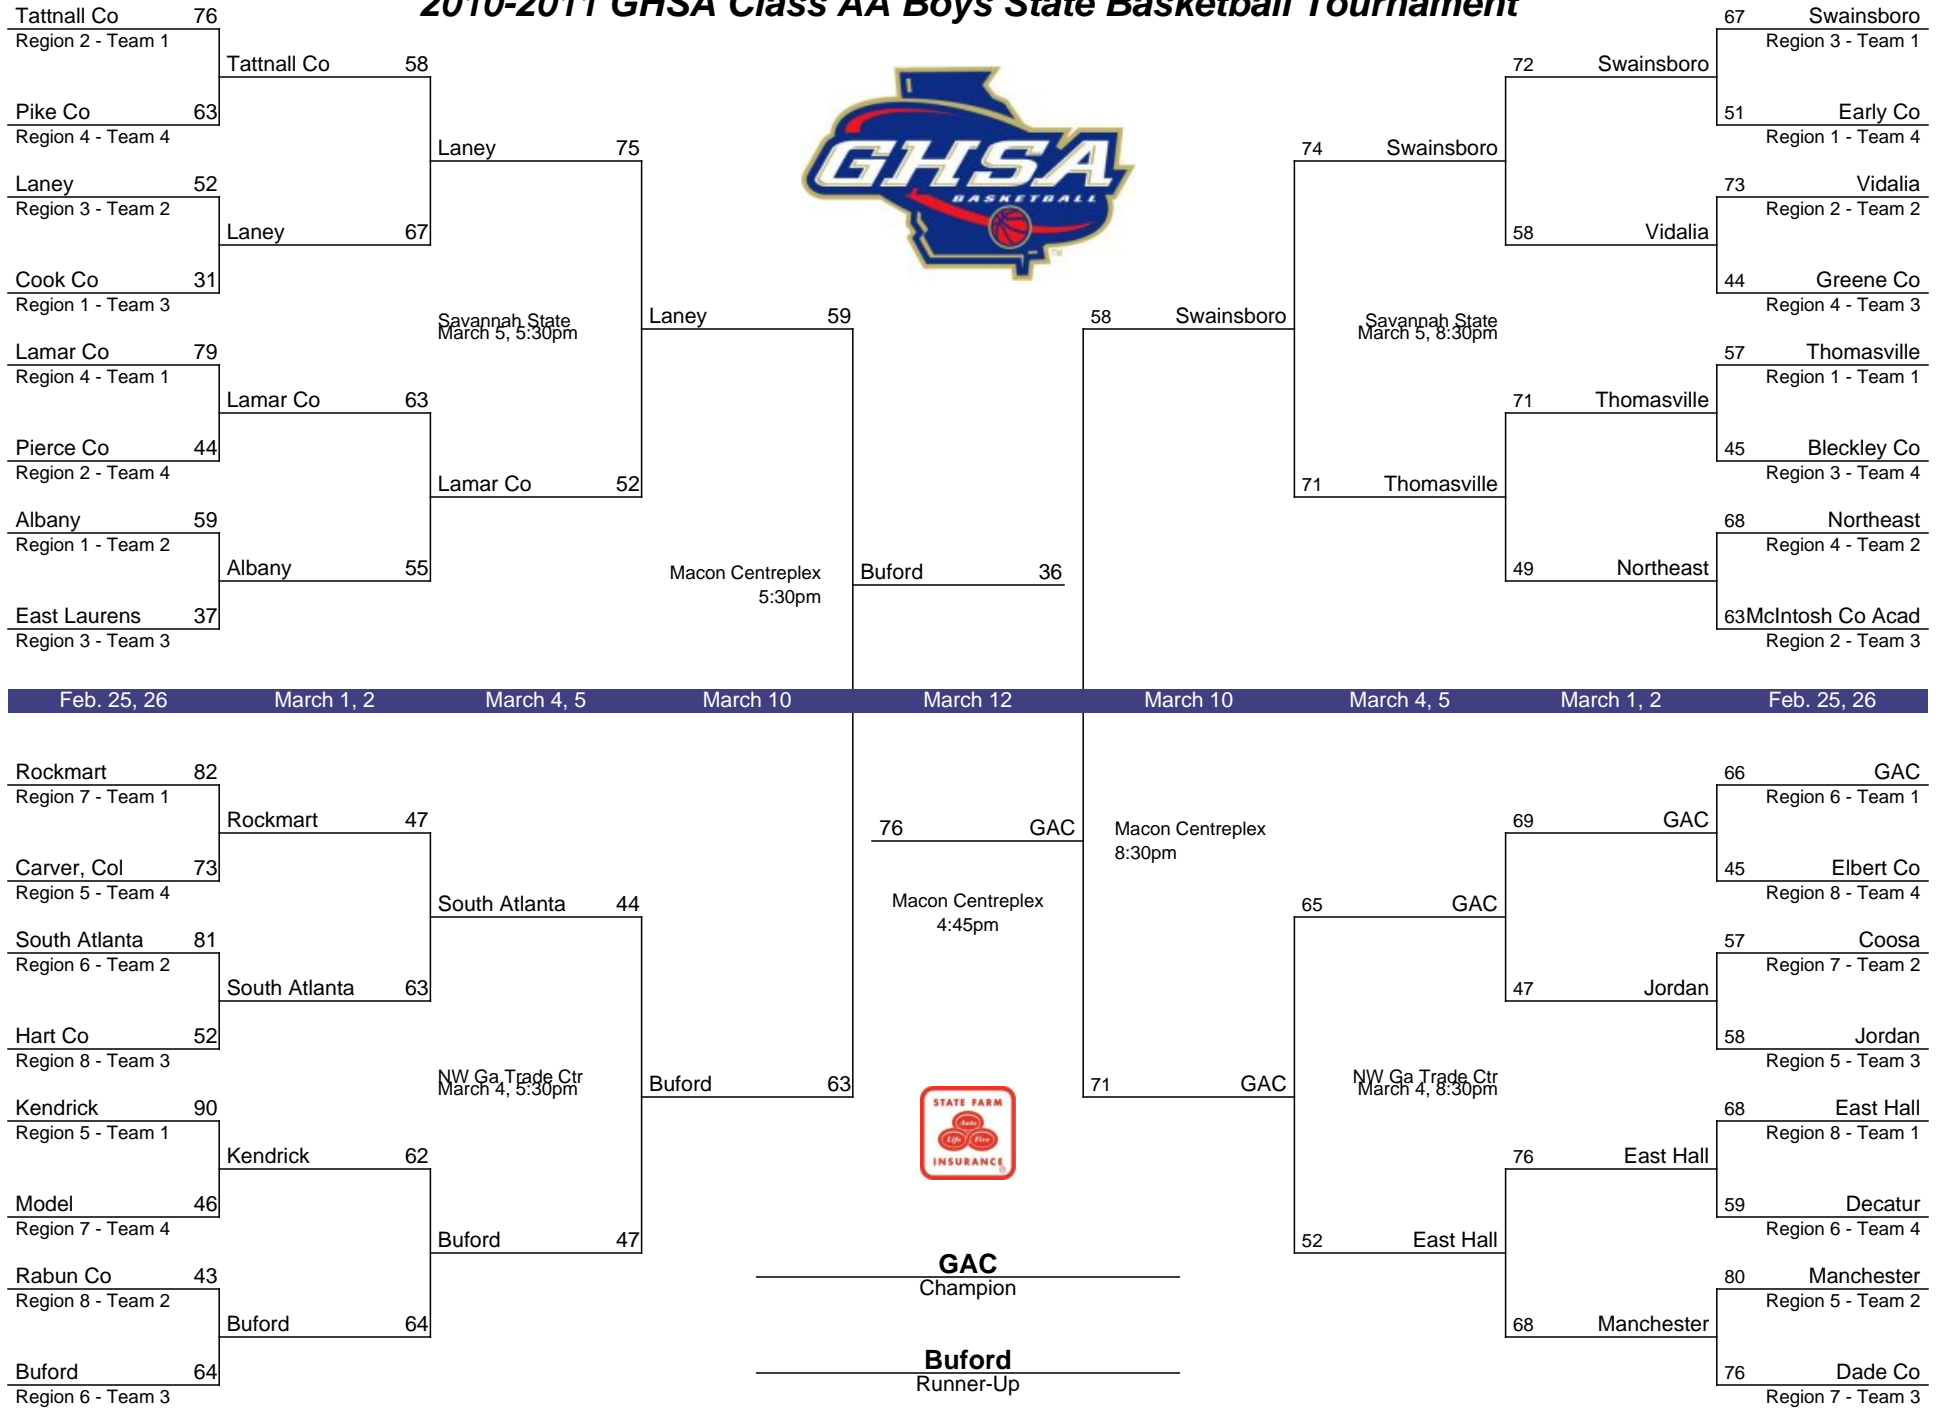 2010-2011 GHSA Class AA Boys State Basketball Tournament
Tattnall Co 76
Region 2 - Team 1
Pike Co 63
Region 4 - Team 4
Laney 52
Region 3 - Team 2
Cook Co 31
Region 1 - Team 3
Lamar Co 79
Region 4 - Team 1
Pierce Co 44
Region 2 - Team 4
Albany 59
Region 1 - Team 2
East Laurens 37
Region 3 - Team 3
Tattnall Co 58
Laney 67
Lamar Co 63
Albany 55
Laney 75
Savannah State
March 5, 5:30pm
Lamar Co 52
Laney 59
Macon Centreplex
5:30pm
Buford 36
GHSA
BASKETBALL
TM
58 Swainsboro
74 Swainsboro
Savannah State
March 5, 8:30pm
71 Thomasville
72 Swainsboro
58 Vidalia
71 Thomasville
49 Northeast
67 Swainsboro
Region 3 - Team 1
51 Early Co
Region 1 - Team 4
73 Vidalia
Region 2 - Team 2
44 Greene Co
Region 4 - Team 3
57 Thomasville
Region 1 - Team 1
45 Bleckley Co
Region 3 - Team 4
68 Northeast
Region 4 - Team 2
63 McIntosh Co Acad
Region 2 - Team 3
Feb. 25, 26 March 1, 2 March 4, 5 March 10 March 12 March 10 March 4, 5 March 1, 2 Feb. 25, 26
Rockmart 82
Region 7 - Team 1
Carver, Col 73
Region 5 - Team 4
South Atlanta 81
Region 6 - Team 2
Hart Co 52
Region 8 - Team 3
Kendrick 90
Region 5 - Team 1
Model 46
Region 7 - Team 4
Rabun Co 43
Region 8 - Team 2
Buford 64
Region 6 - Team 3
Rockmart 47
South Atlanta 63
Kendrick 62
Buford 64
South Atlanta 44
NW Ga Trade Ctr
March 4, 5:30pm
Buford 47
Buford 63
76 GAC
Macon Centreplex
4:45pm
STATE FARM
Auto
Life Fire
INSURANCE
®
GAC
Champion
Buford
Runner-Up
Macon Centreplex
8:30pm
71 GAC
65 GAC
NW Ga Trade Ctr
March 4, 8:30pm
52 East Hall
69 GAC
47 Jordan
76 East Hall
68 Manchester
66 GAC
Region 6 - Team 1
45 Elbert Co
Region 8 - Team 4
57 Coosa
Region 7 - Team 2
58 Jordan
Region 5 - Team 3
68 East Hall
Region 8 - Team 1
59 Decatur
Region 6 - Team 4
80 Manchester
Region 5 - Team 2
76 Dade Co
Region 7 - Team 3